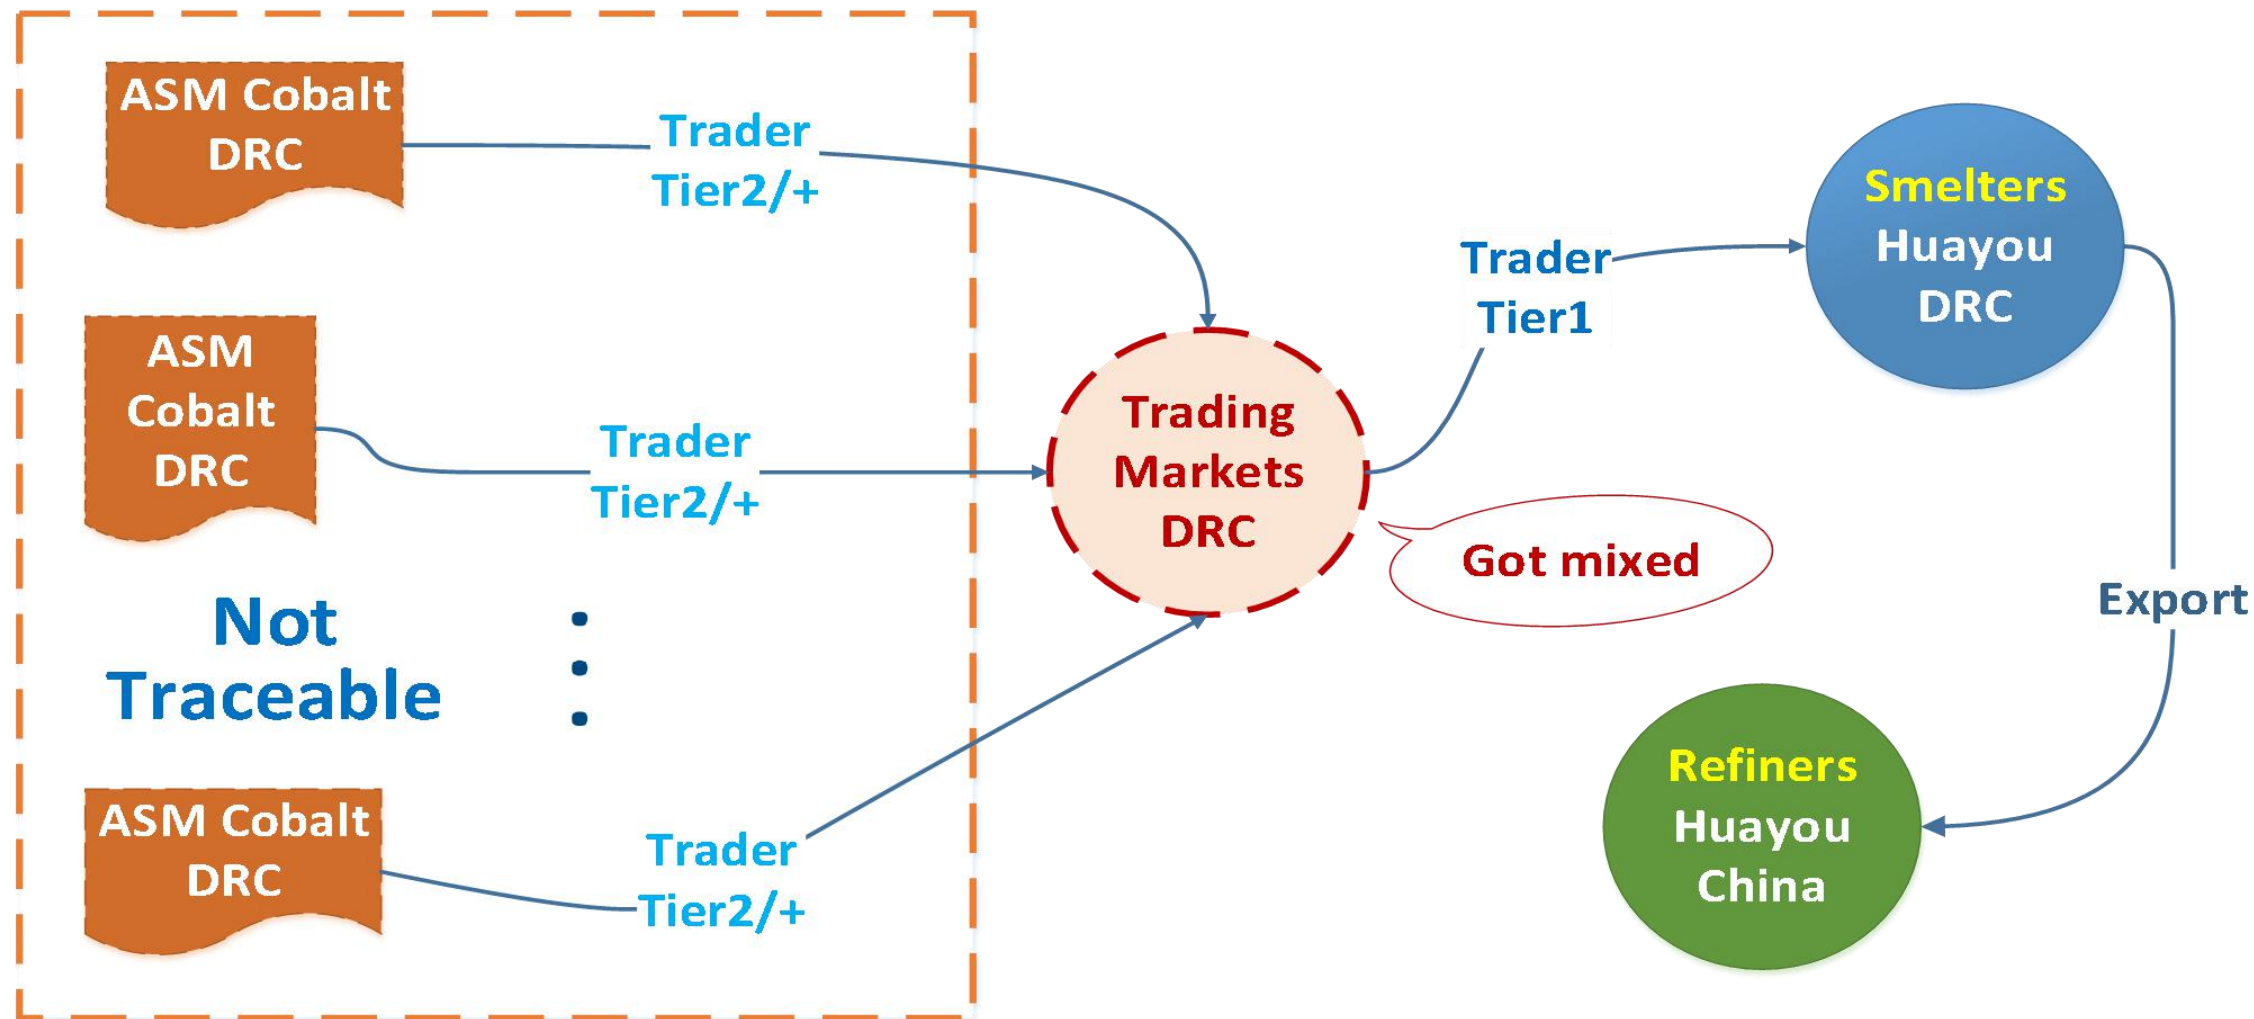 ASM Cobalt
DRC
Trader
Tier2/+
ASM
Cobalt
DRC
Trader
Tier2/+
Not
Traceable
ASM Cobalt
DRC
Trader
Tier2/+
Trading
Markets
DRC
Got mixed
Trader
Tier1
Smelters
Huayou
DRC
Export
Refiners
Huayou
China